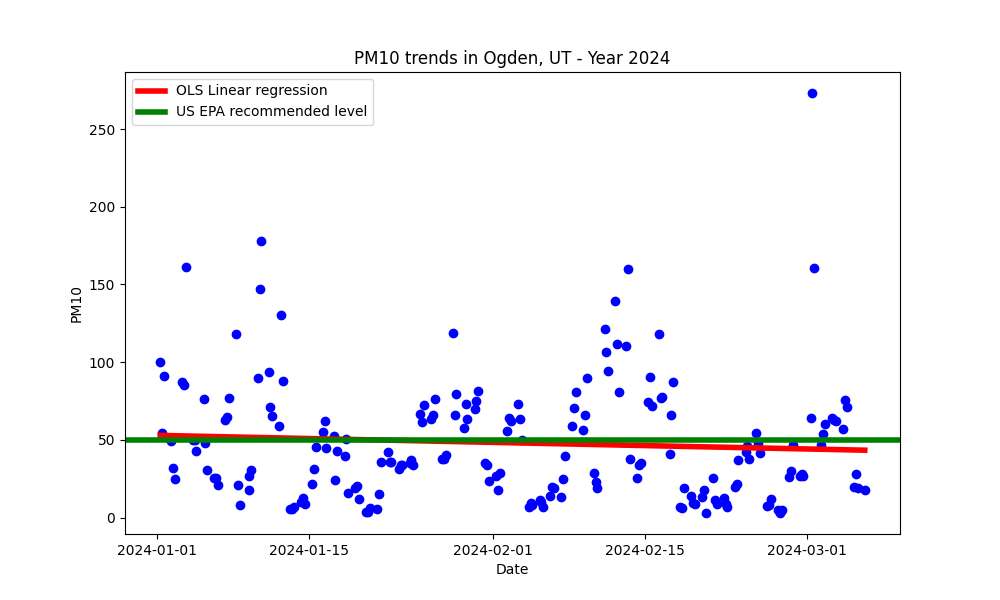 PM10 trends in Ogden, UT - Year 2024
OLS Linear regression
US EPA recommended level
250
200
150
100
50
0
PM10
2024-01-01
2024-01-15
2024-02-01
2024-02-15
2024-03-01
Date